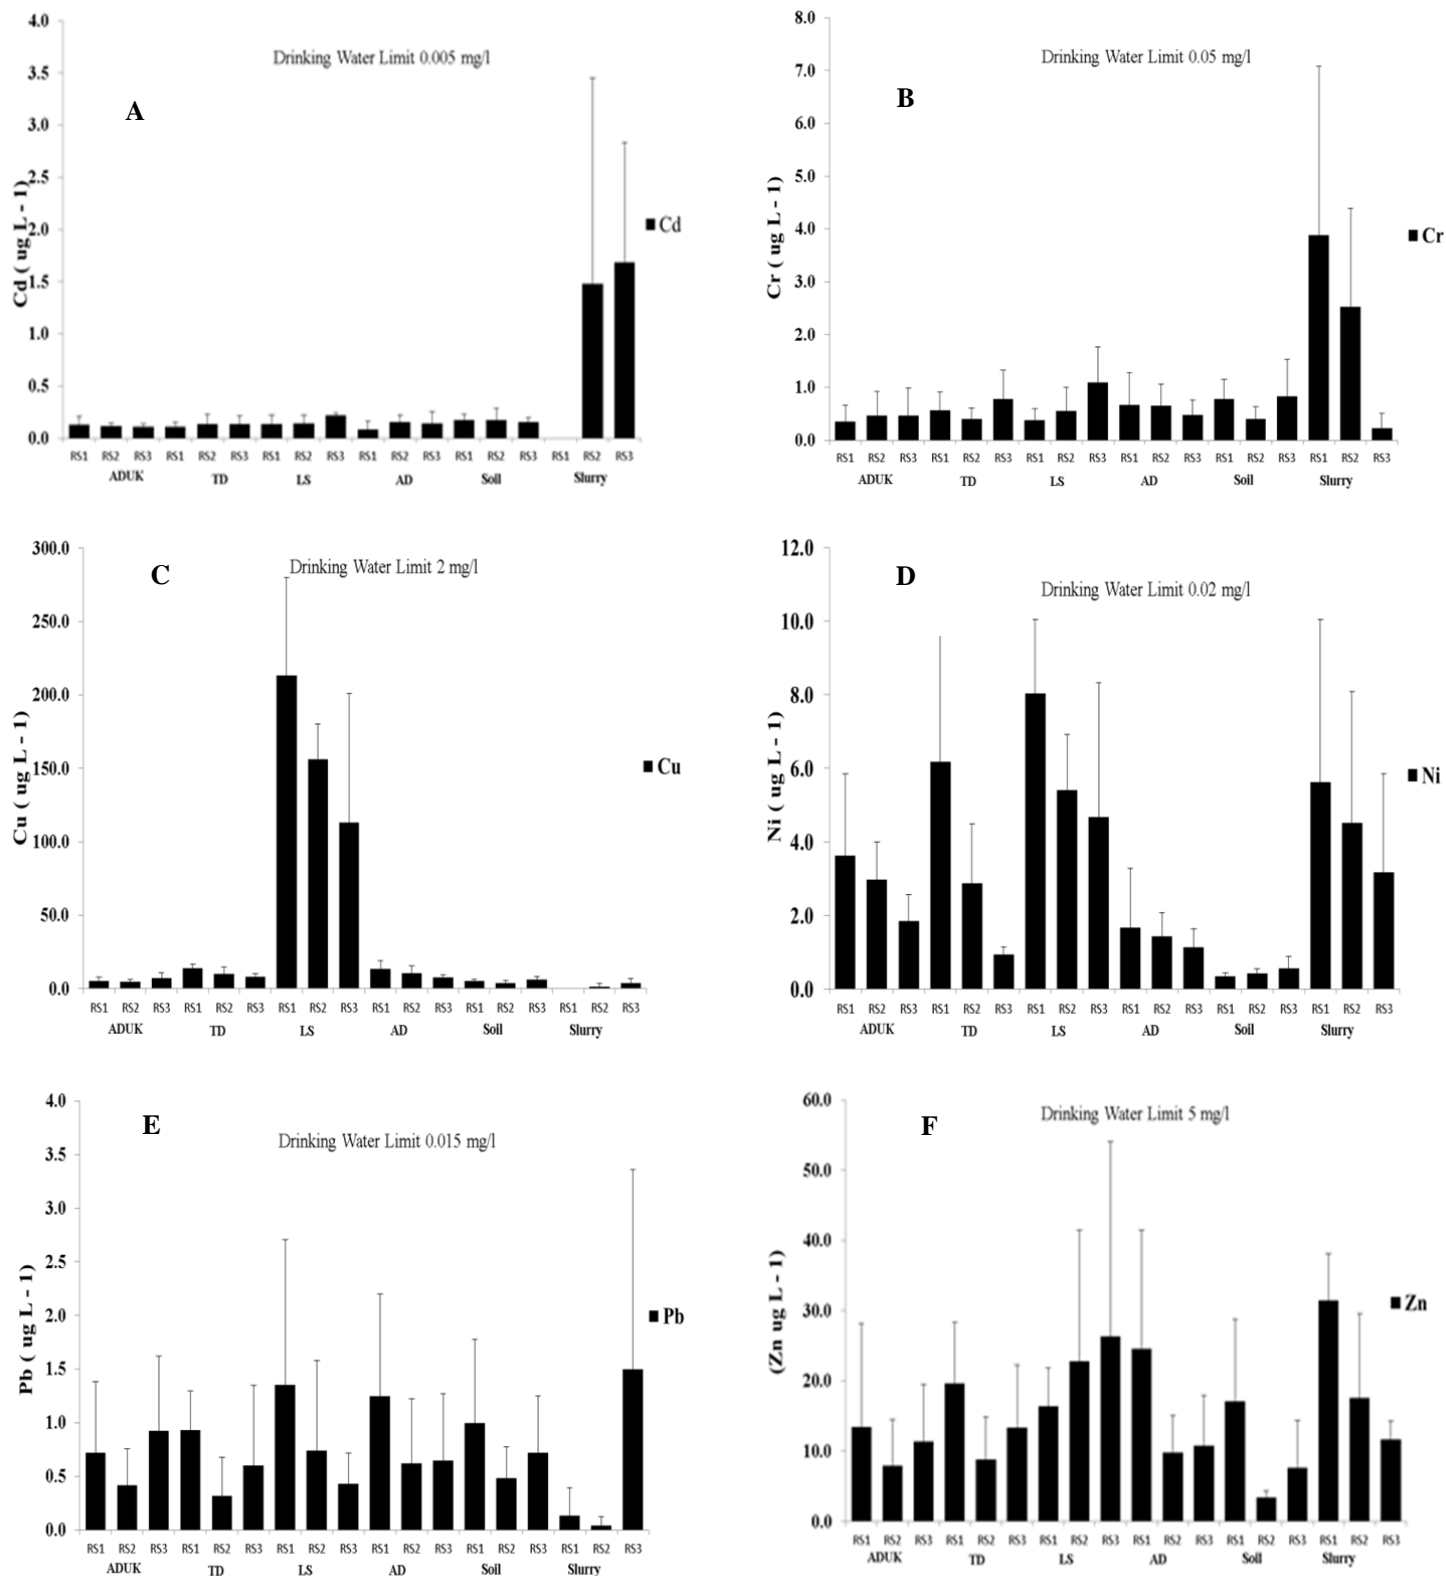 4.0
3.5
3.0
2.5
2.0
1.5
1.0
0.5
0.0
Cd ( ug L - 1)
Drinking Water Limit 0.005 mg/l
A
Cd
RS1 RS2 RS3 RS1 RS2 RS3 RS1 RS2 RS3 RS1 RS2 RS3 RS1 RS2 RS3 RS1 RS2 RS3
ADUK TD LS AD Soil Slurry
8.0
7.0
6.0
5.0
4.0
3.0
2.0
1.0
0.0
Cr ( ug L - 1)
Drinking Water Limit 0.05 mg/l
B
Cr
RS1 RS2 RS3 RS1 RS2 RS3 RS1 RS2 RS3 RS1 RS2 RS3 RS1 RS2 RS3 RS1 RS2 RS3
ADUK TD LS AD Soil Slurry
300.0
250.0
200.0
150.0
100.0
50.0
0.0
Cu ( ug L - 1)
Drinking Water Limit 2 mg/l
C
Cu
RS1 RS2 RS3 RS1 RS2 RS3 RS1 RS2 RS3 RS1 RS2 RS3 RS1 RS2 RS3 RS1 RS2 RS3
ADUK TD LS AD Soil Slurry
12.0
10.0
8.0
6.0
4.0
2.0
0.0
Ni ( ug L - 1)
D
Drinking Water Limit 0.02 mg/l
Ni
RS1 RS2 RS3 RS1 RS2 RS3 RS1 RS2 RS3 RS1 RS2 RS3 RS1 RS2 RS3 RS1 RS2 RS3
ADUK TD LS AD Soil Slurry
4.0
3.5
3.0
2.5
2.0
1.5
1.0
0.5
0.0
Pb ( ug L - 1)
E
Drinking Water Limit 0.015 mg/l
Pb
RS1 RS2 RS3 RS1 RS2 RS3 RS1 RS2 RS3 RS1 RS2 RS3 RS1 RS2 RS3 RS1 RS2 RS3
ADUK TD LS AD Soil Slurry
60.0
50.0
40.0
30.0
20.0
10.0
0.0
(Zn ug L - 1)
Drinking Water Limit 5 mg/l
F
Zn
RS1 RS2 RS3 RS1 RS2 RS3 RS1 RS2 RS3 RS1 RS2 RS3 RS1 RS2 RS3 RS1 RS2 RS3
ADUK TD LS AD Soil Slurry